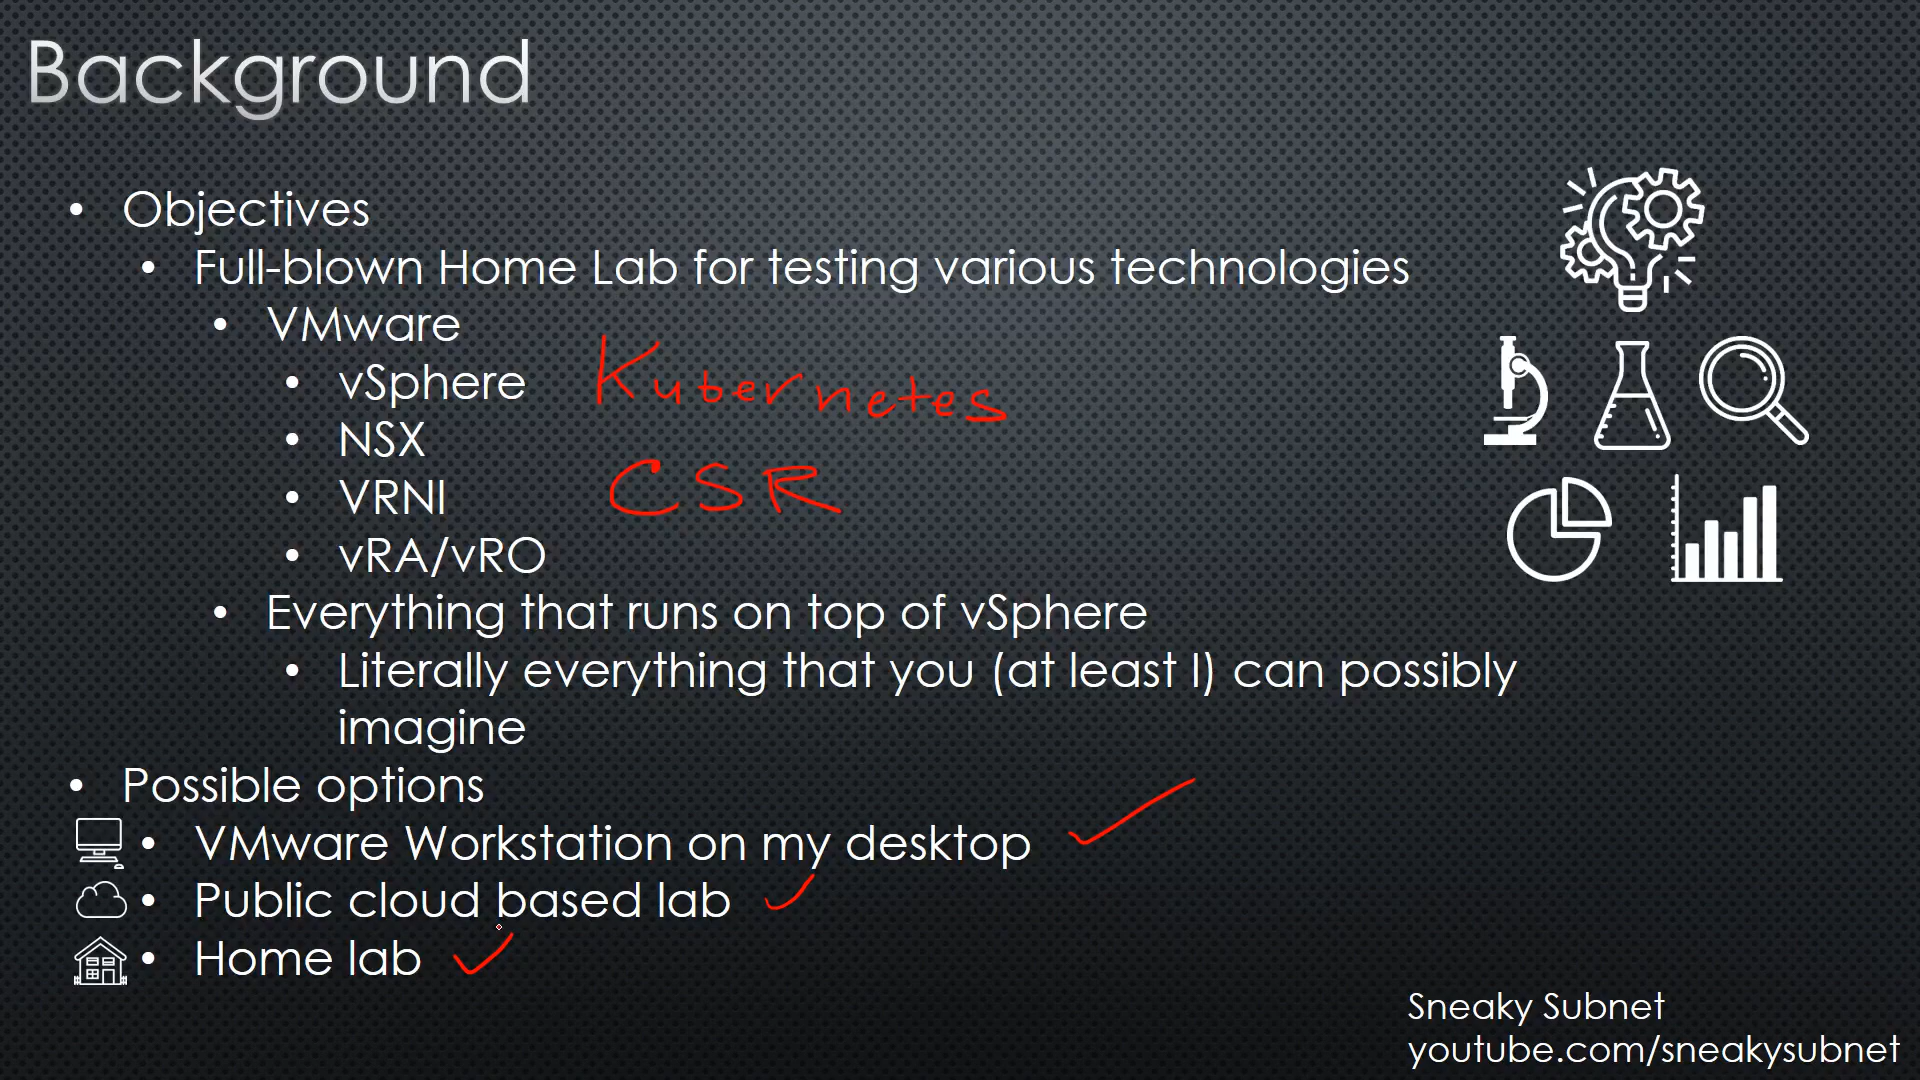 Background
• Objectives
• Full-blown Home Lab for testing various technologies
• VMware
• vSphere
Kubernetes
• NSX
• VRNI
CSR
• vRA/vRO
• Everything that runs on top of vSphere
• Literally everything that you (at least I) can possibly
imagine
• Possible options
• VMware Workstation on my desktop
• Public cloud based lab
• Home lab
Sneaky Subnet
youtube.com/sneakysubnet